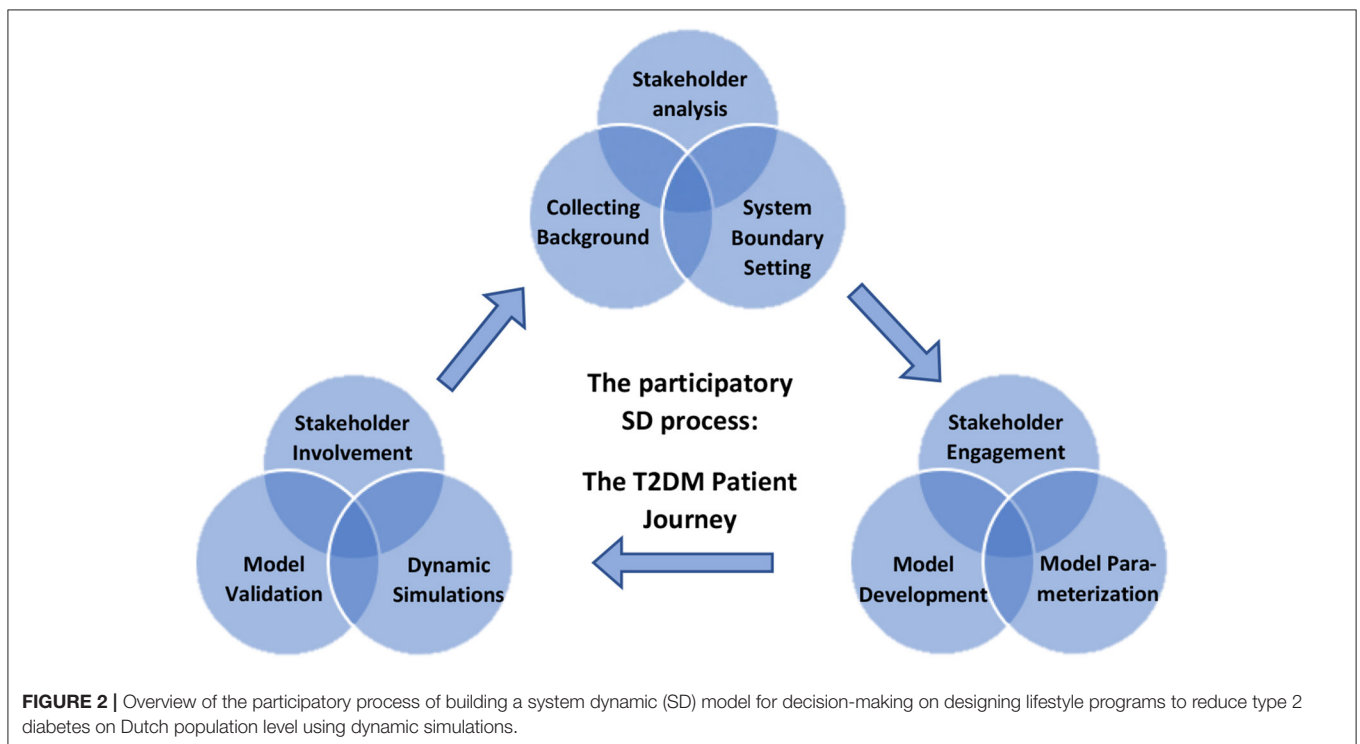 Stakeholder
analysis
Collecting
Background
System
Boundary
Setting
The participatory
SD process:
The T2DM Patient
Journey
Stakeholder
Involvement
Model
Validation
Dynamic
Simulations
Stakeholder
Engagement
Model
Development
Model Para-
meterization
FIGURE 2 | Overview of the participatory process of building a system dynamic (SD) model for decision-making on designing lifestyle programs to reduce type 2
diabetes on Dutch population level using dynamic simulations.